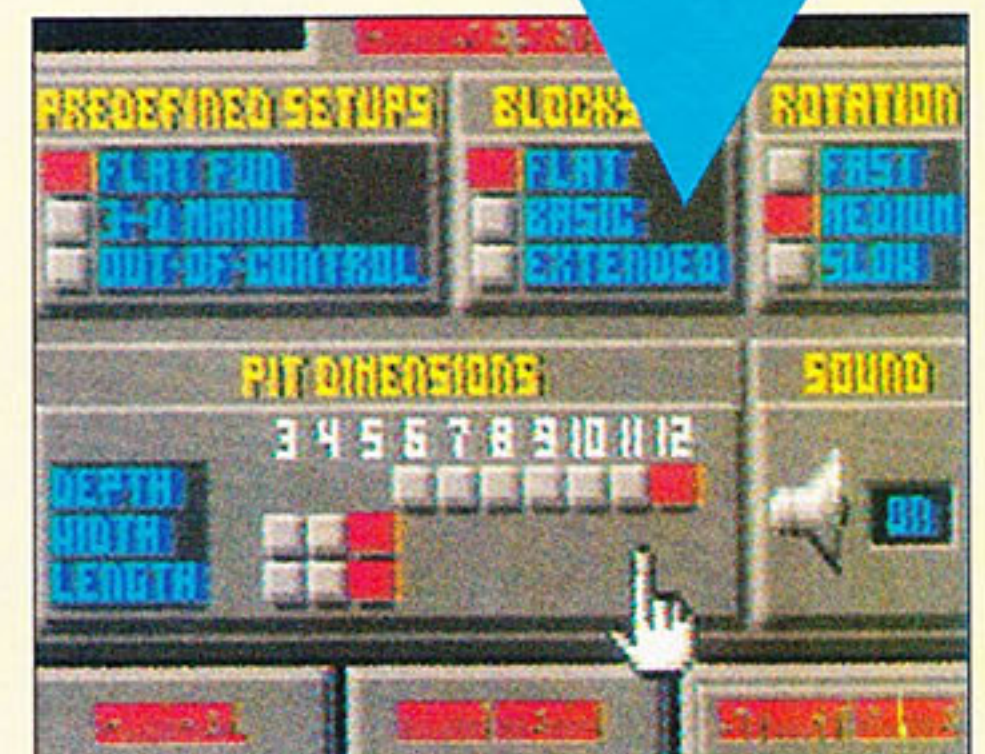 PREDEFINED SETUPS
FLAT FUN
3-D MANIA
OUT-OF-CONTROL
BLOCKS
FLAT
BASIC
EXTENDED
ROTATION
FAST
MEDIUM
SLOW
PIT DIMENSIONS
3 4 5 6 7 8 9 10 11 12
DEPTH
WIDTH
LENGTH
SOUND
ON